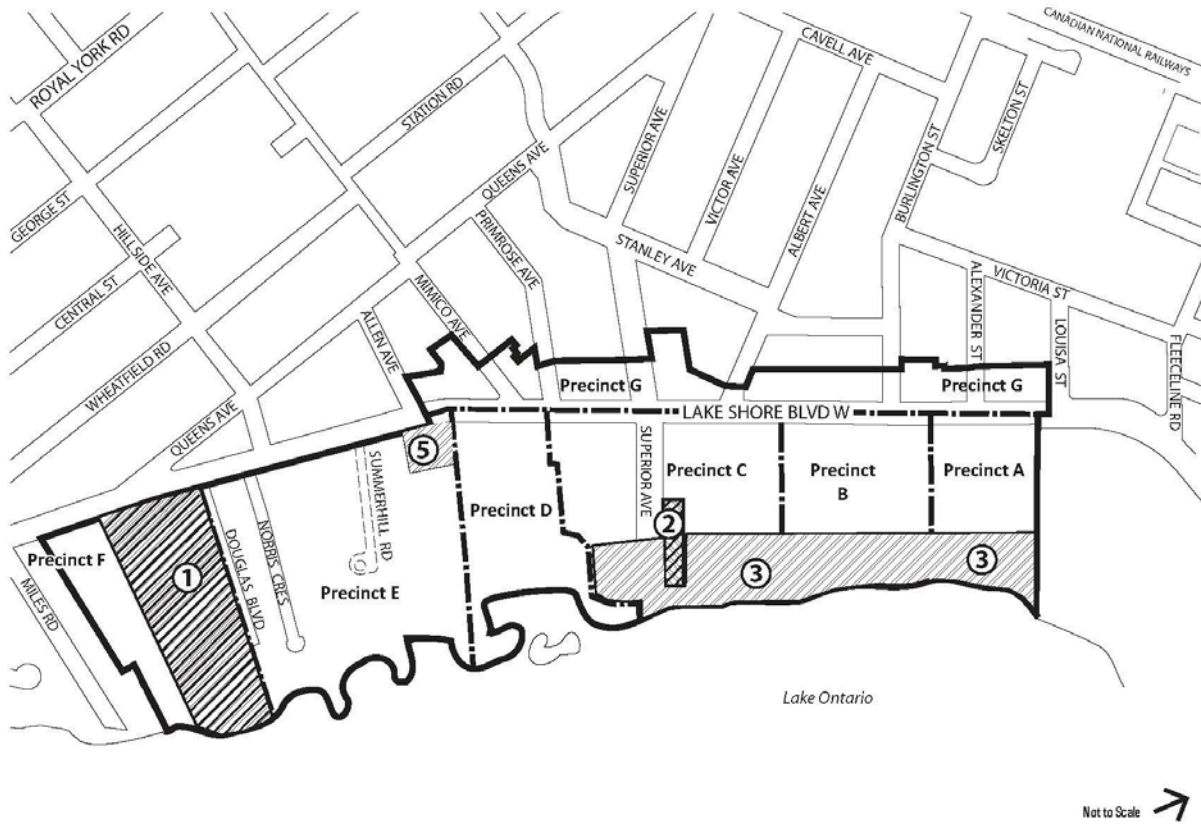 CANADIAN NATIONAL RAILWAYS
ROYAL YORK RD
CAVELL AVE
STATION RD
SKELTON ST
SUPERIOR AVE
QUEENS AVE
VICTOR AVE
BURLINGTON ST
GEORGE ST
HILLSIDE AVE
PRIMROSE AVE
ALBERT AVE
STANLEY AVE
ALEXANDER ST
VICTORIA ST
CENTRAL ST
MIMICO AVE
ALLEN AVE
LOUISA ST
FLEECELINE RD
WHEATFIELD RD
Precinct G
Precinct G
QUEENS AVE
LAKE SHORE BLVD W
5
SUMMERHILL RD
SUPERIOR AVE
Precinct C
Precinct
B
Precinct A
Precinct D
2
Precinct F
1
DOUGLAS BLVD
NORRIS CRES
Precinct E
3
3
MILES RD
Lake Ontario
Not to Scale